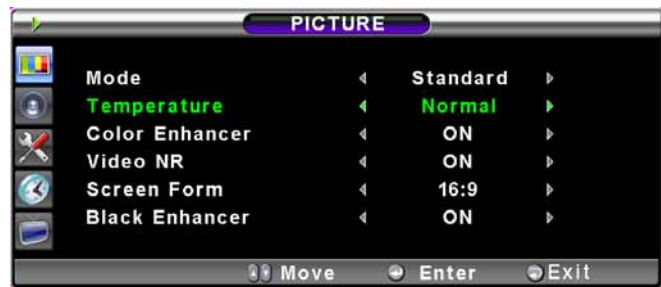 PICTURE
Mode Standard
Temperature Normal
Color Enhancer ON
Video NR ON
Screen Form 16:9
Black Enhancer ON
Move Enter Exit